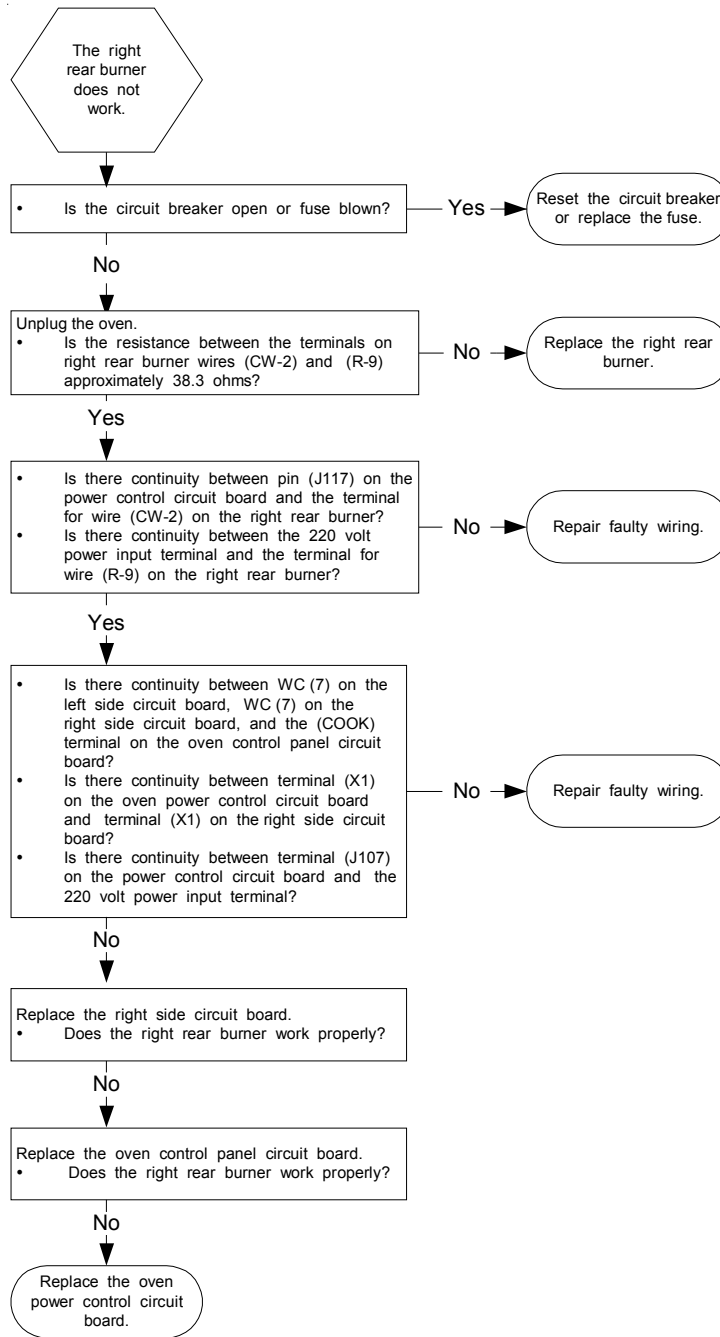 The right
rear burner
does not
work.
• Is the circuit breaker open or fuse blown?
Yes
Reset the circuit breaker
or replace the fuse.
No
Unplug the oven.
• Is the resistance between the terminals on
right rear burner wires (CW-2) and (R-9)
approximately 38.3 ohms?
No
Replace the right rear
burner.
Yes
• Is there continuity between pin (J117) on the
power control circuit board and the terminal
for wire (CW-2) on the right rear burner?
• Is there continuity between the 220 volt
power input terminal and the terminal for
wire (R-9) on the right rear burner?
No
Repair faulty wiring.
Yes
• Is there continuity between WC (7) on the
left side circuit board, WC (7) on the
right side circuit board, and the (COOK)
terminal on the oven control panel circuit
board?
• Is there continuity between terminal (X1)
on the oven power control circuit board
and terminal (X1) on the right side circuit
board?
• Is there continuity between terminal (J107)
on the power control circuit board and the
220 volt power input terminal?
No
Repair faulty wiring.
No
Replace the right side circuit board.
• Does the right rear burner work properly?
No
Replace the oven control panel circuit board.
• Does the right rear burner work properly?
No
Replace the oven
power control circuit
board.